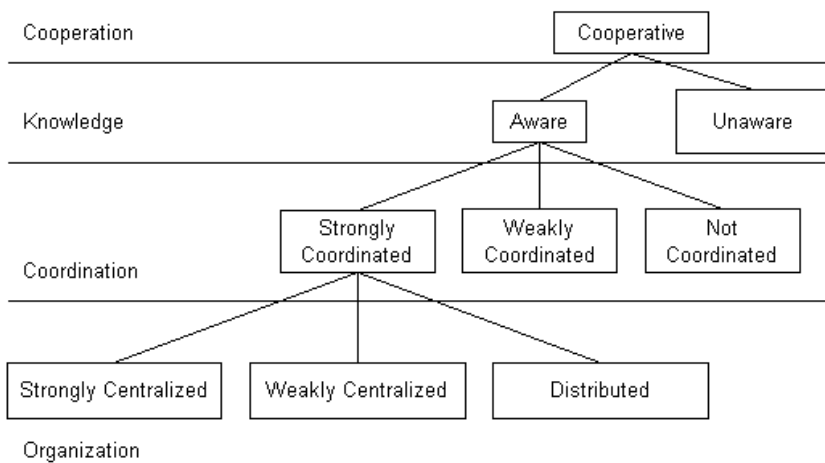 Cooperation
Cooperative
Knowledge
Aware
Unaware
Strongly
Coordinated
Weakly
Coordinated
Not
Coordinated
Coordination
Strongly Centralized
Weakly Centralized
Distributed
Organization